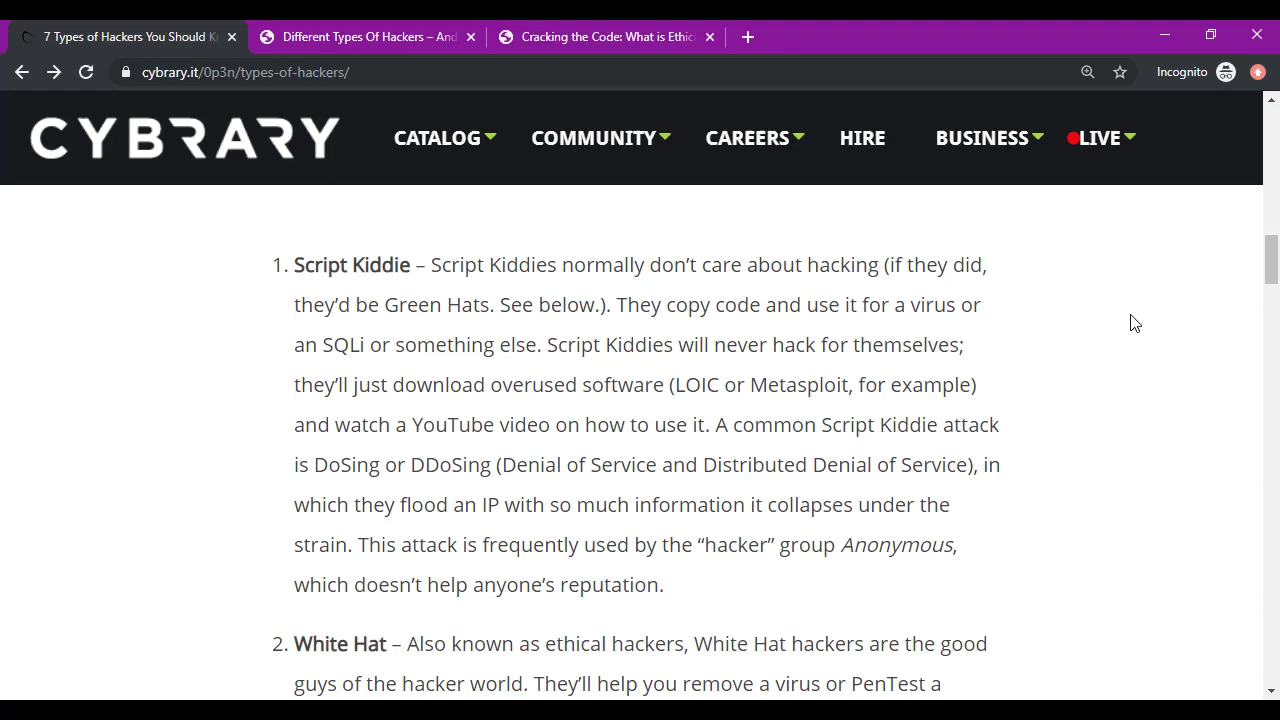 7 Types of Hackers You Should K
Different Types Of Hackers – And
Cracking the Code: What is Ethic
cybrary.it/0p3n/types-of-hackers/
Incognito
CYBRARY
CATALOG COMMUNITY CAREERS HIRE BUSINESS LIVE
1. Script Kiddie – Script Kiddies normally don’t care about hacking (if they did,
they’d be Green Hats. See below.). They copy code and use it for a virus or
an SQLi or something else. Script Kiddies will never hack for themselves;
they’ll just download overused software (LOIC or Metasploit, for example)
and watch a YouTube video on how to use it. A common Script Kiddie attack
is DoSing or DDoSing (Denial of Service and Distributed Denial of Service), in
which they flood an IP with so much information it collapses under the
strain. This attack is frequently used by the “hacker” group Anonymous,
which doesn’t help anyone’s reputation.
2. White Hat – Also known as ethical hackers, White Hat hackers are the good
guys of the hacker world. They’ll help you remove a virus or PenTest a